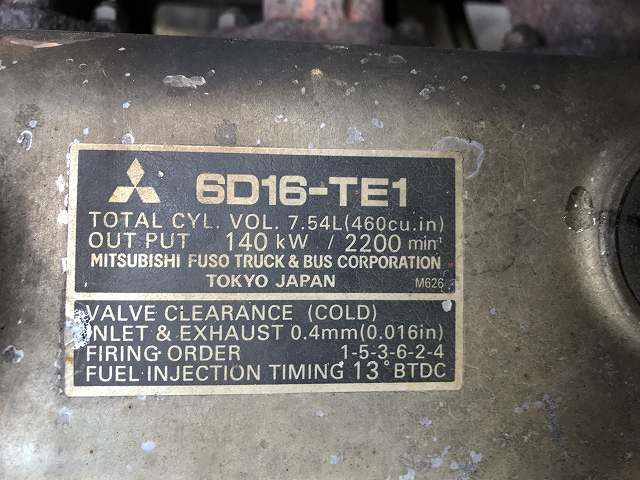 6D16-TE1
TOTAL CYL. VOL. 7.54L(460cu.in)
OUT PUT 140 kW / 2200 min⁻¹
MITSUBISHI FUSO TRUCK & BUS CORPORATION
TOKYO JAPAN M626
VALVE CLEARANCE (COLD)
INLET & EXHAUST 0.4mm(0.016in)
FIRING ORDER 1-5-3-6-2-4
FUEL INJECTION TIMING 13° BTDC